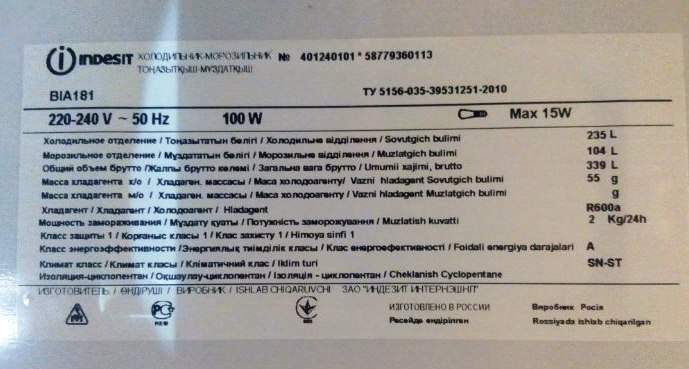 INDESIT ХОЛОДИЛЬНИК-МОРОЗИЛЬНИК № 401240101 * 58779360113
ТОҢАЗЫТҚЫШ-МҰЗДАТҚЫШ
BIA181 ТУ 5156-035-39531251-2010
220-240 V ~ 50 Hz 100 W Max 15W
Холодильное отделение / Тоңазытатын бөлігі / Холодильне відділення / Sovutgich bulimi 235 L
Морозильное отделение / Мұздататын бөлігі / Морозильне відділення / Muzlatgich bulimi 104 L
Общий объем брутто /Жалпы брутто көлемі / Загальна вага брутто / Umumii xajimi, brutto 339 L
Масса хладагента х/о / Хладаген. массасы / Маса холодоагенту/ Vazni hladagent Sovutgich bulimi 55 g
Масса хладагента м/о / Хладаген. массасы / Маса холодоагенту/ Vazni hladagent Muzlatgich bulimi g
Хладагент / Хладагент / Холодоагент / Hladagent R600a
Мощность замораживания / Мұздату қуаты / Потужність заморожування / Muzlatish kuvatti 2 Kg/24h
Класс защиты 1 / Қорғаныс класы 1 / Клас захисту 1 / Himoya sinfi 1
Класс энергоэффективности /Энергиялық тиімділік класы / Клас енергоефективності / Foidali energiya darajalari A
Климат класс / Климат класы / Кліматичний клас / Iklim turi SN-ST
Изоляция-циклопентан / Оқшаулау-циклопентан / Ізоляція - циклопентан / Cheklanish Cyclopentane
ИЗГОТОВИТЕЛЬ / ӨНДІРУШІ / ВИРОБНИК / ISHLAB CHIQARUVCHI ЗАО "ИНДЕЗИТ ИНТЕРНЭШНЛ"
ИЗГОТОВЛЕНО В РОССИИ Виробник Росія
Ресейде өндірілген Rossiyada ishlab chiqarilgan